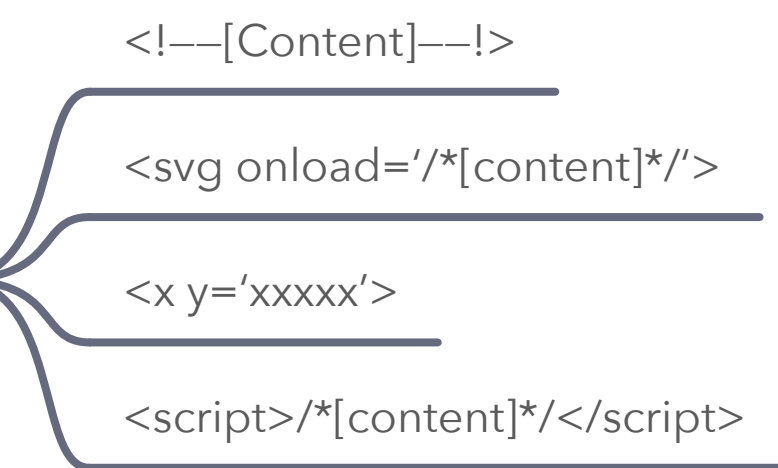 <!––[Content]––!>
<svg onload=‘/*[content]*/‘>
<x y=‘xxxxx’>
<script>/*[content]*/</script>